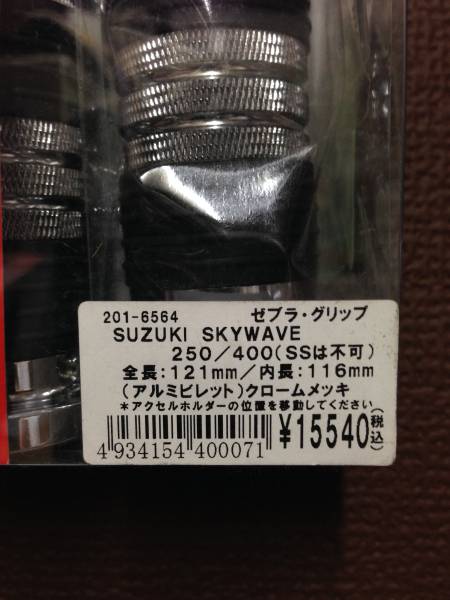 201-6564 ゼブラ・グリップ
SUZUKI SKYWAVE
250/400(SSは不可)
全長:121mm/内長:116mm
(アルミビレット)クロームメッキ
*アクセルホルダーの位置を移動してください
¥15540(税込)
4934154400071